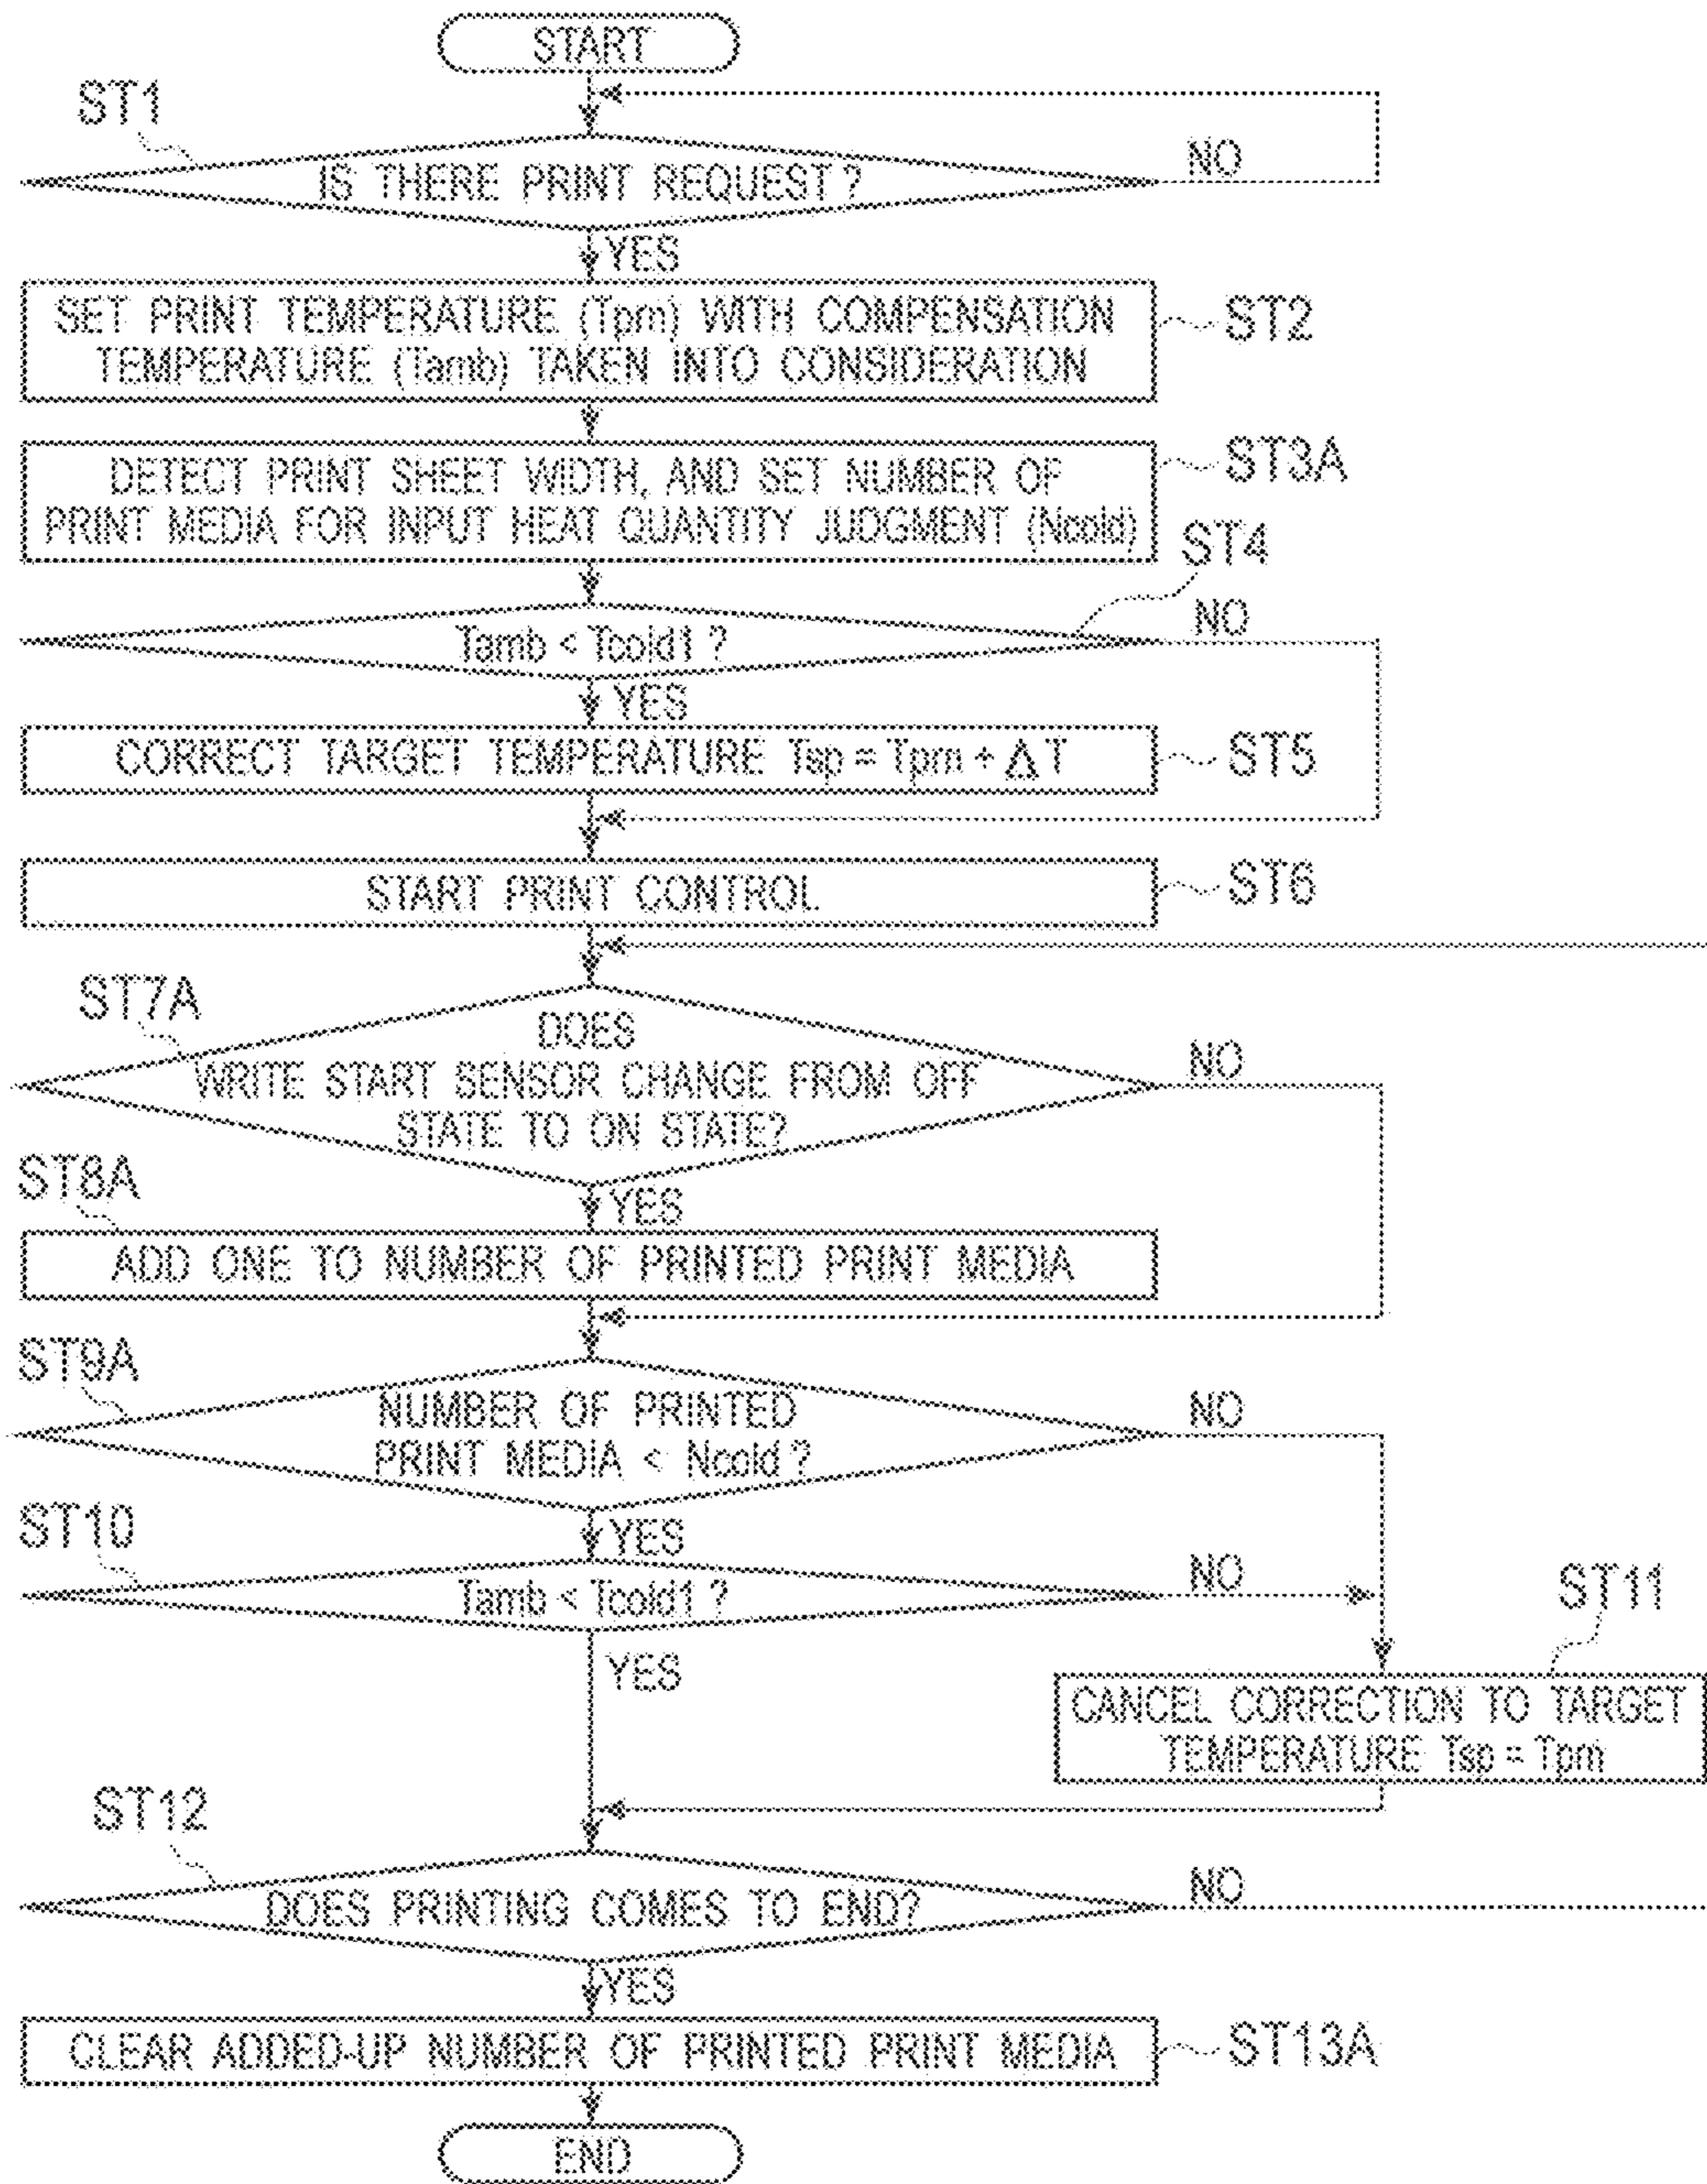 START
ST1
IS THERE PRINT REQUEST?
NO
YES
SET PRINT TEMPERATURE (Tprn) WITH COMPENSATION
TEMPERATURE (Tamb) TAKEN INTO CONSIDERATION
ST2
DETECT PRINT SHEET WIDTH, AND SET NUMBER OF
PRINT MEDIA FOR INPUT HEAT QUANTITY JUDGMENT (Ncold)
ST3A
ST4
Tamb < Tcold1 ?
NO
YES
CORRECT TARGET TEMPERATURE Tsp = Tprn + Δ T
ST5
START PRINT CONTROL
ST6
ST7A
DOES
WRITE START SENSOR CHANGE FROM OFF
STATE TO ON STATE?
NO
YES
ST8A
ADD ONE TO NUMBER OF PRINTED PRINT MEDIA
ST9A
NUMBER OF PRINTED
PRINT MEDIA < Ncold ?
NO
YES
ST10
Tamb < Tcold1 ?
NO
YES
ST11
CANCEL CORRECTION TO TARGET
TEMPERATURE Tsp = Tprn
ST12
DOES PRINTING COMES TO END?
NO
YES
CLEAR ADDED-UP NUMBER OF PRINTED PRINT MEDIA
ST13A
END